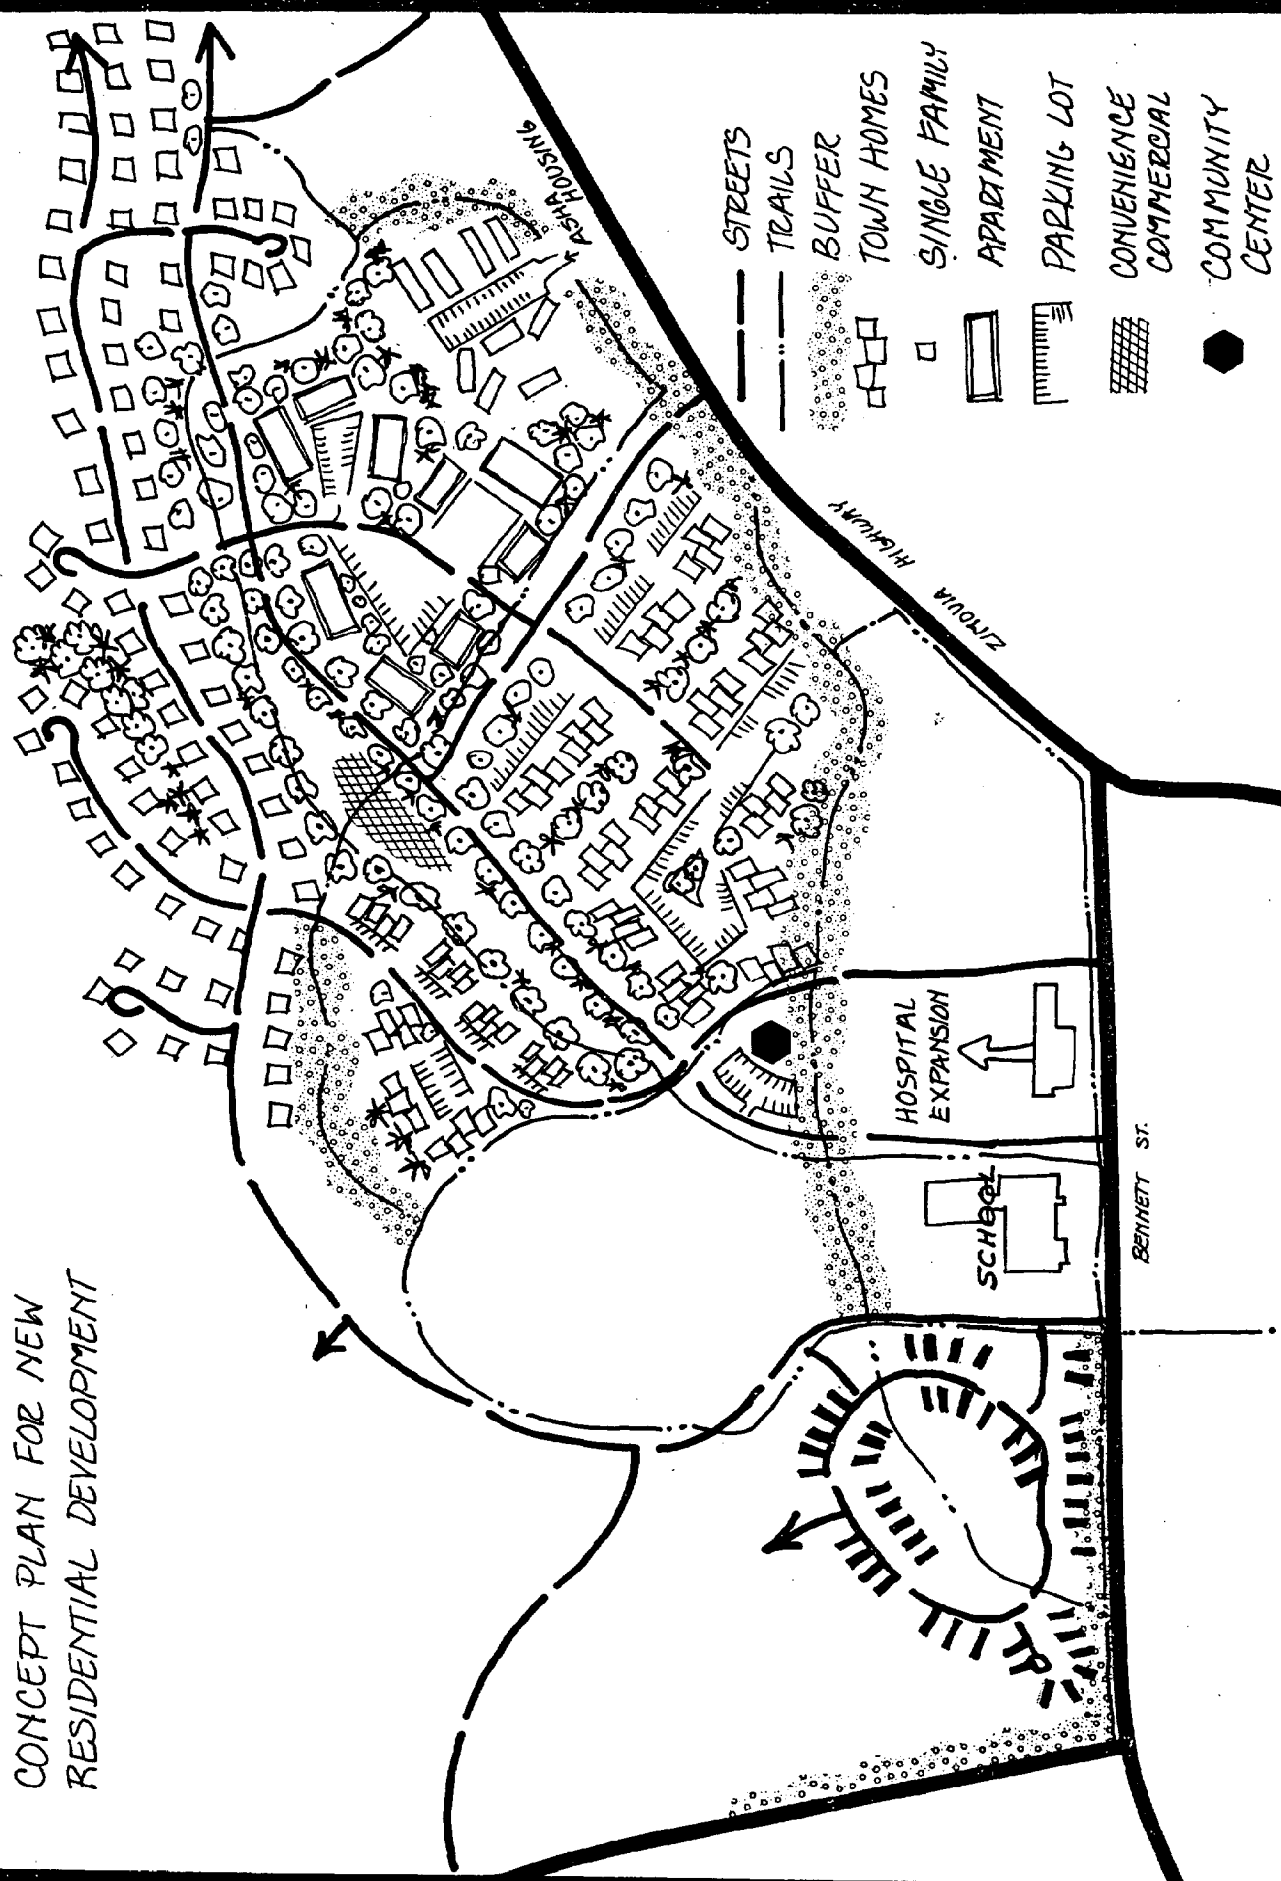 CONCEPT PLAN FOR NEW
RESIDENTIAL DEVELOPMENT
ASHA HOUSING
ZIMOVIA HIGHWAY
HOSPITAL
EXPANSION
SCHOOL
BENNETT ST.
STREETS
TRAILS
BUFFER
TOWN HOMES
SINGLE FAMILY
APARTMENT
PARKING LOT
CONVENIENCE
COMMERCIAL
COMMUNITY
CENTER